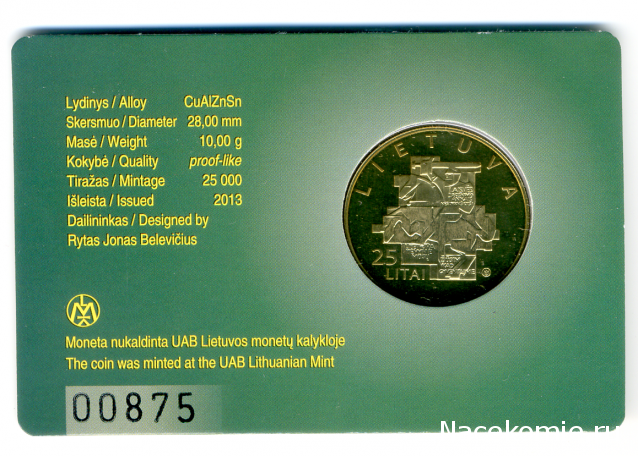 Lydinys / Alloy CuAlZnSn
Skersmuo / Diameter 28,00 mm
Masė / Weight 10,00 g
Kokybė / Quality proof-like
Tiražas / Mintage 25 000
Išleista / Issued 2013
Dailininkas / Designed by
Rytas Jonas Belevičius
LIETUVA
25
LITAI
Moneta nukaldinta UAB Lietuvos monetų kalykloje
The coin was minted at the UAB Lithuanian Mint
00875
Nacekomie.ru